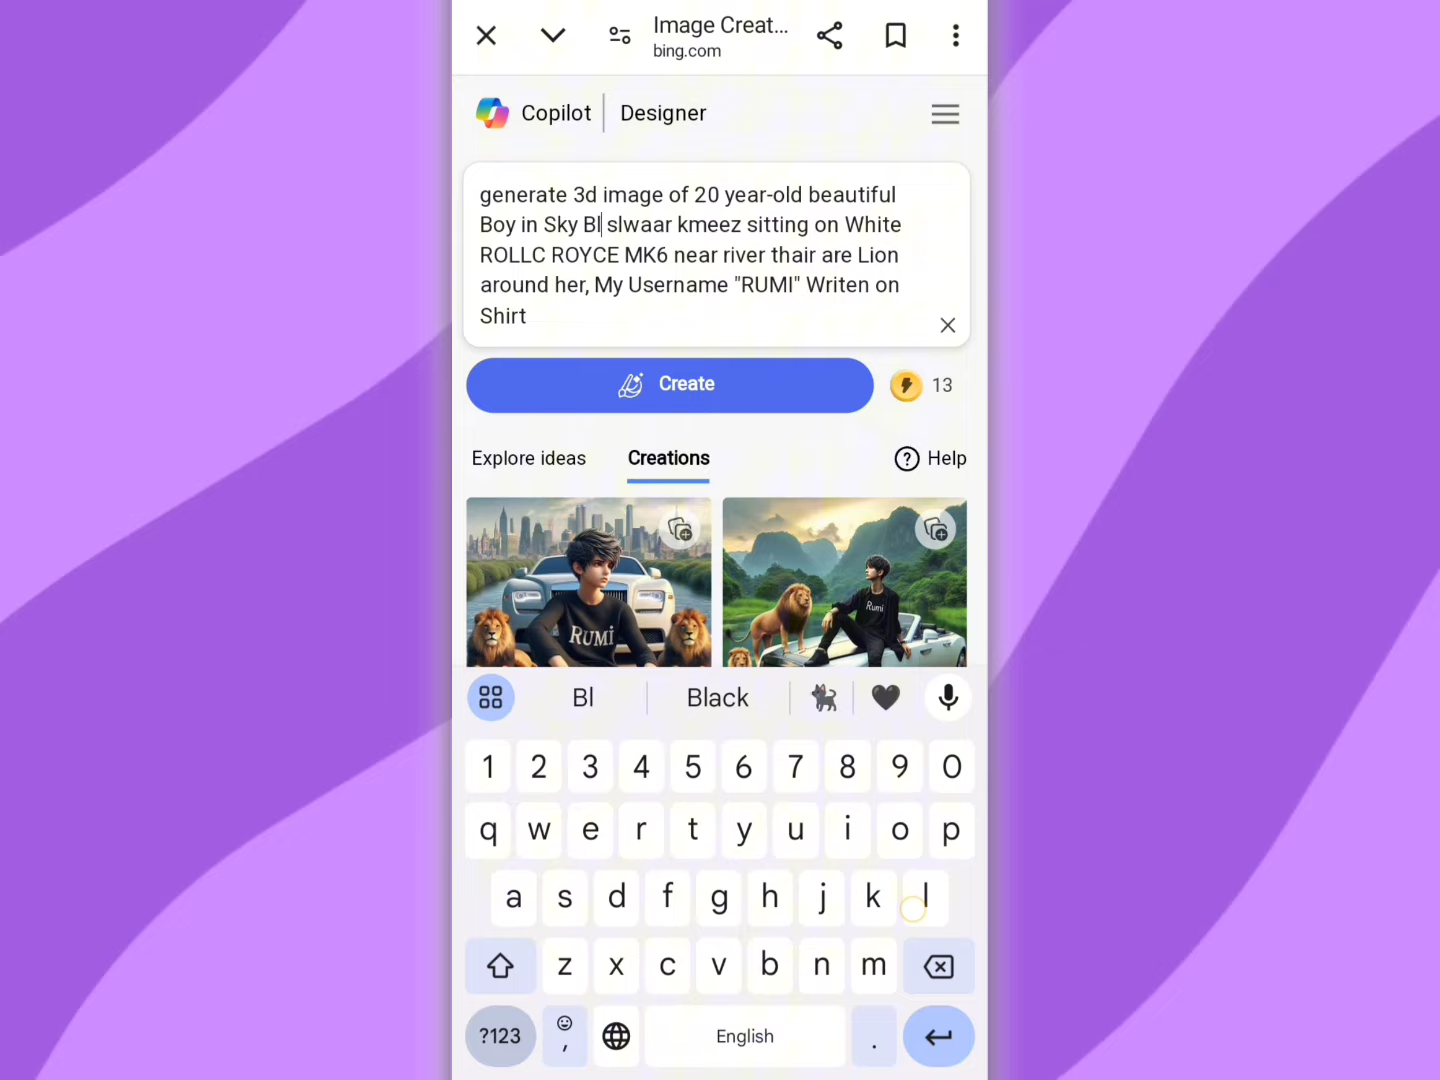 Image Creat...
bing.com
Copilot | Designer
generate 3d image of 20 year-old beautiful
Boy in Sky Bl slwaar kmeez sitting on White
ROLLC ROYCE MK6 near river thair are Lion
around her, My Username "RUMI" Writen on
Shirt
Create
13
Explore ideas
Creations
Help
RUMİ
Rumi
Bl
Black
1 2 3 4 5 6 7 8 9 0
q w e r t y u i o p
a s d f g h j k l
z x c v b n m
?123
,
English
.